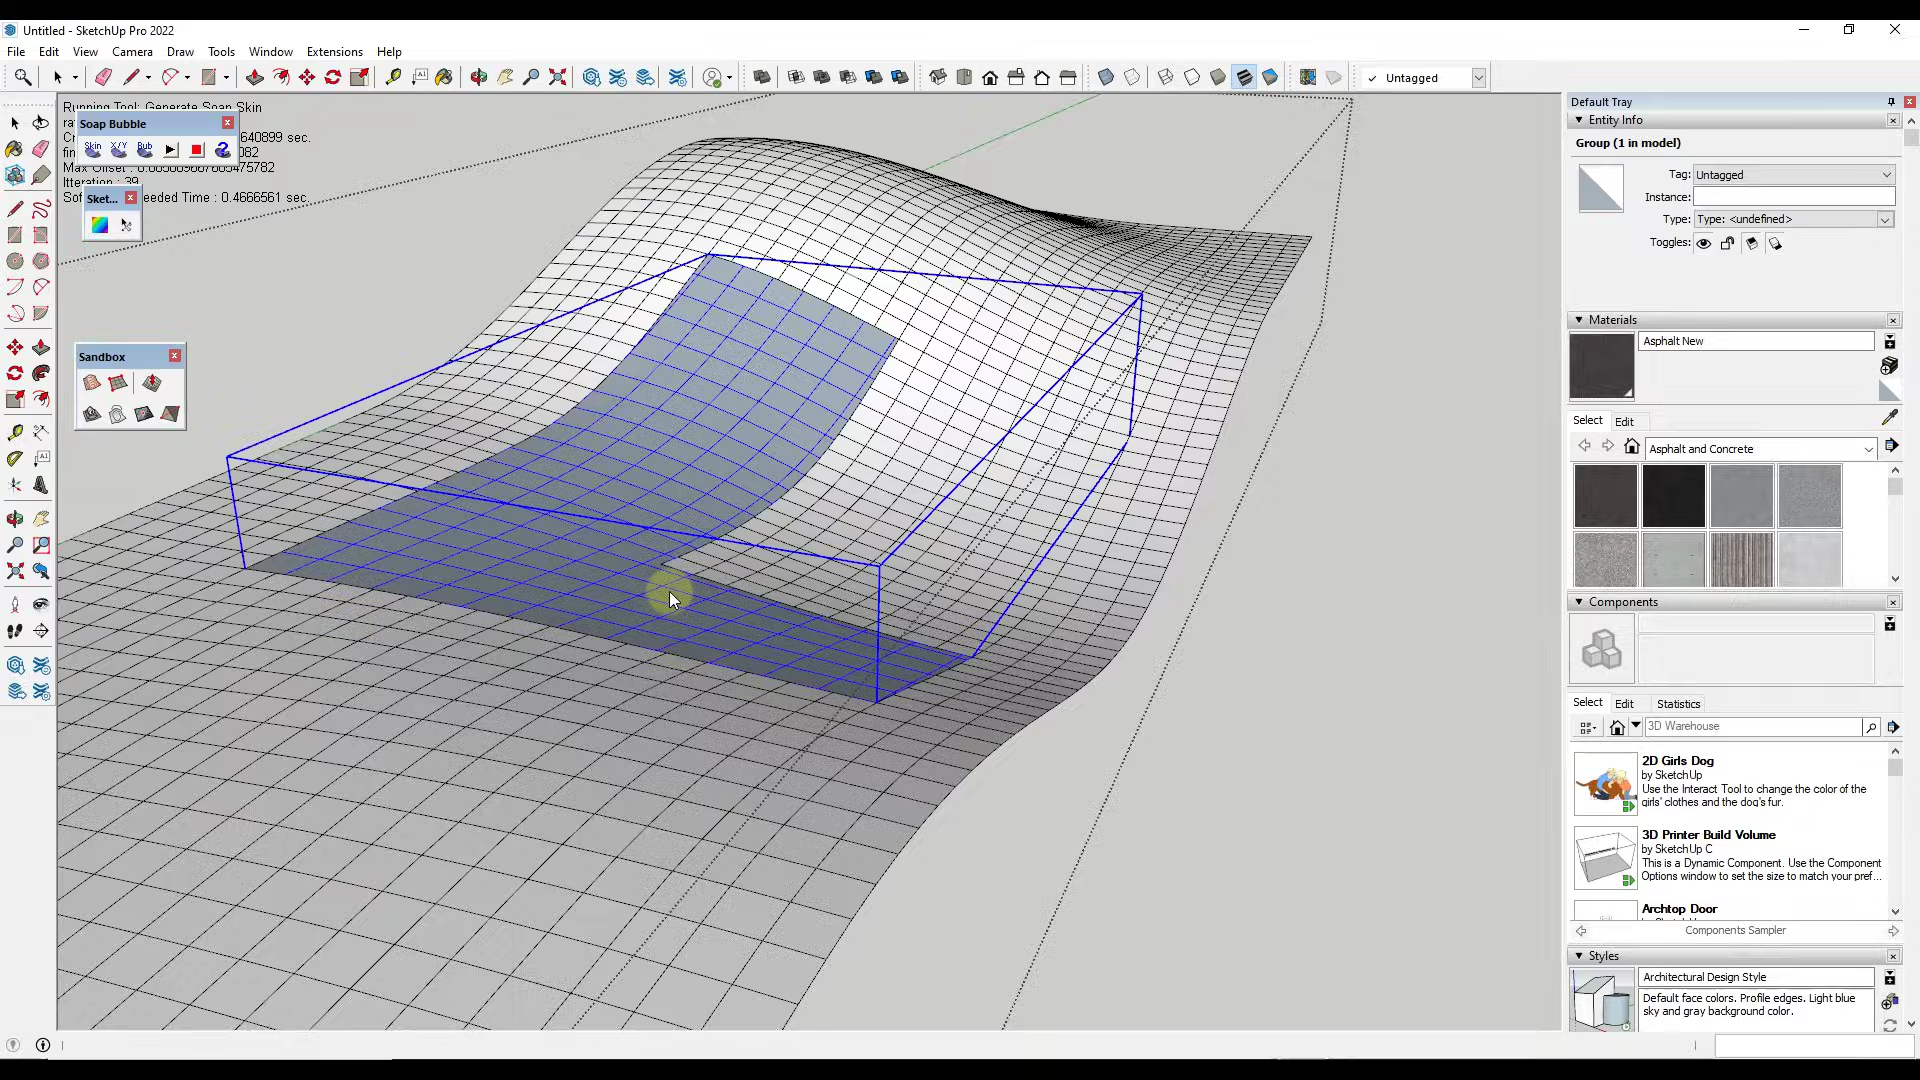 Untitled - SketchUp Pro 2022
File Edit View Camera Draw Tools Window Extensions Help
Untagged
Running Tool: Generate Soap Skin
Soap Bubble
640899 sec.
Skin X/Y Bub
082
Itteration : 39
Sket...
eeded Time : 0.4666561 sec.
Sandbox
Default Tray
Entity Info
Group (1 in model)
Tag: Untagged
Instance:
Type: Type: <undefined>
Toggles:
Materials
Asphalt New
Select Edit
Asphalt and Concrete
Components
Select Edit Statistics
3D Warehouse
2D Girls Dog
by SketchUp
Use the Interact Tool to change the color of the
girls' clothes and the dog's fur.
3D Printer Build Volume
by SketchUp C
This is a Dynamic Component. Use the Component
Options window to set the size to match your pref...
Archtop Door
Components Sampler
Styles
Architectural Design Style
Default face colors. Profile edges. Light blue
sky and gray background color.